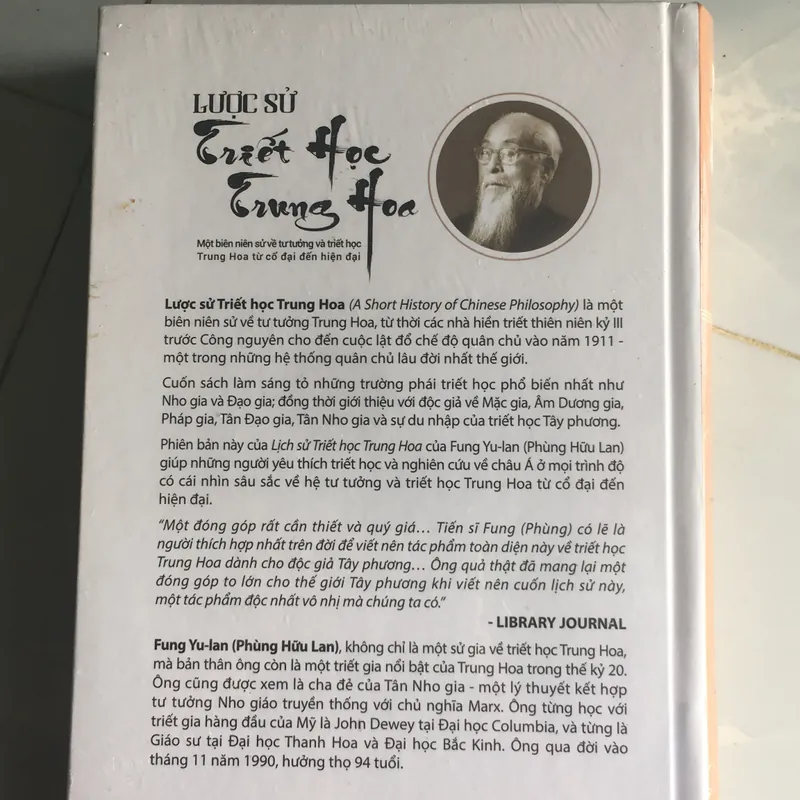 LƯỢC SỬ
Triết Học
Trung Hoa
Một biên niên sử về tư tưởng và triết học
Trung Hoa từ cổ đại đến hiện đại
Lược sử Triết học Trung Hoa (A Short History of Chinese Philosophy) là một
biên niên sử về tư tưởng Trung Hoa, từ thời các nhà hiền triết thiên niên kỷ III
trước Công nguyên cho đến cuộc lật đổ chế độ quân chủ vào năm 1911 -
một trong những hệ thống quân chủ lâu đời nhất thế giới.
Cuốn sách làm sáng tỏ những trường phái triết học phổ biến nhất như
Nho gia và Đạo gia; đồng thời giới thiệu với độc giả về Mặc gia, Âm Dương gia,
Pháp gia, Tân Đạo gia, Tân Nho gia và sự du nhập của triết học Tây phương.
Phiên bản này của Lịch sử Triết học Trung Hoa của Fung Yu-lan (Phùng Hữu Lan)
giúp những người yêu thích triết học và nghiên cứu về châu Á ở mọi trình độ
có cái nhìn sâu sắc về hệ tư tưởng và triết học Trung Hoa từ cổ đại đến
hiện đại.
"Một đóng góp rất cần thiết và quý giá... Tiến sĩ Fung (Phùng) có lẽ là
người thích hợp nhất trên đời để viết nên tác phẩm toàn diện này về triết học
Trung Hoa dành cho độc giả Tây phương... Ông quả thật đã mang lại một
đóng góp to lớn cho thế giới Tây phương khi viết nên cuốn lịch sử này,
một tác phẩm độc nhất vô nhị mà chúng ta có."
- LIBRARY JOURNAL
Fung Yu-lan (Phùng Hữu Lan), không chỉ là một sử gia về triết học Trung Hoa,
mà bản thân ông còn là một triết gia nổi bật của Trung Hoa trong thế kỷ 20.
Ông cũng được xem là cha đẻ của Tân Nho gia - một lý thuyết kết hợp
tư tưởng Nho giáo truyền thống với chủ nghĩa Marx. Ông từng học với
triết gia hàng đầu của Mỹ là John Dewey tại Đại học Columbia, và từng là
Giáo sư tại Đại học Thanh Hoa và Đại học Bắc Kinh. Ông qua đời vào
tháng 11 năm 1990, hưởng thọ 94 tuổi.